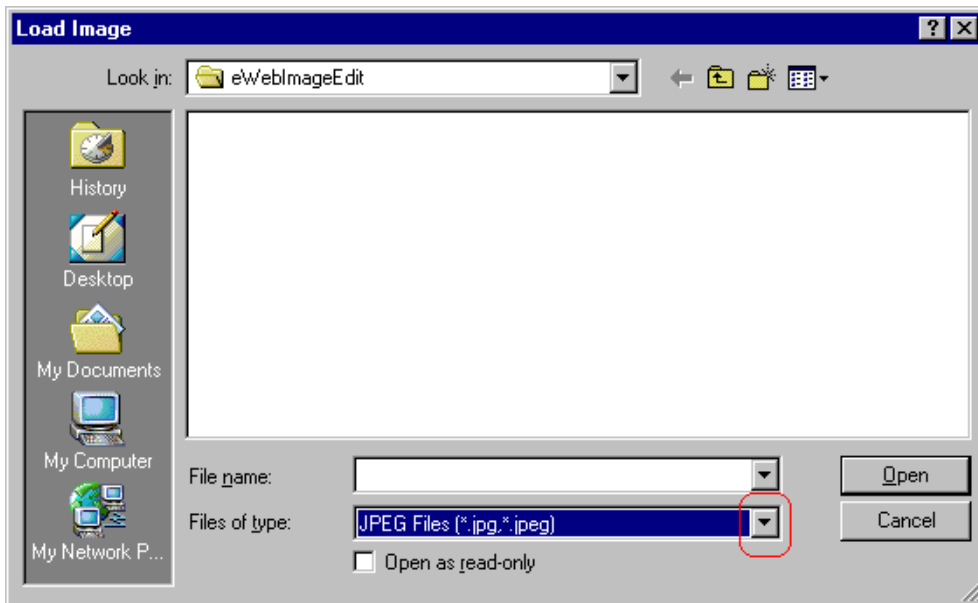 Load Image
Look in:
eWebImageEdit
History
Desktop
My Documents
My Computer
My Network P...
File name:
Open
Files of type:
JPEG Files (*.jpg,*.jpeg)
Cancel
Open as read-only